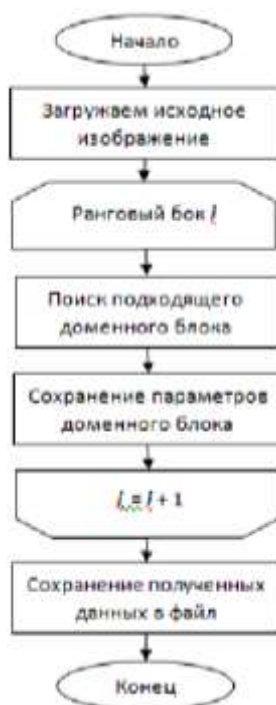 Начало
Загружаем исходное
изображение
Ранговый бок i
Поиск подходящего
доменного блока
Сохранение параметров
доменного блока
i = i + 1
Сохранение полученных
данных в файл
Конец